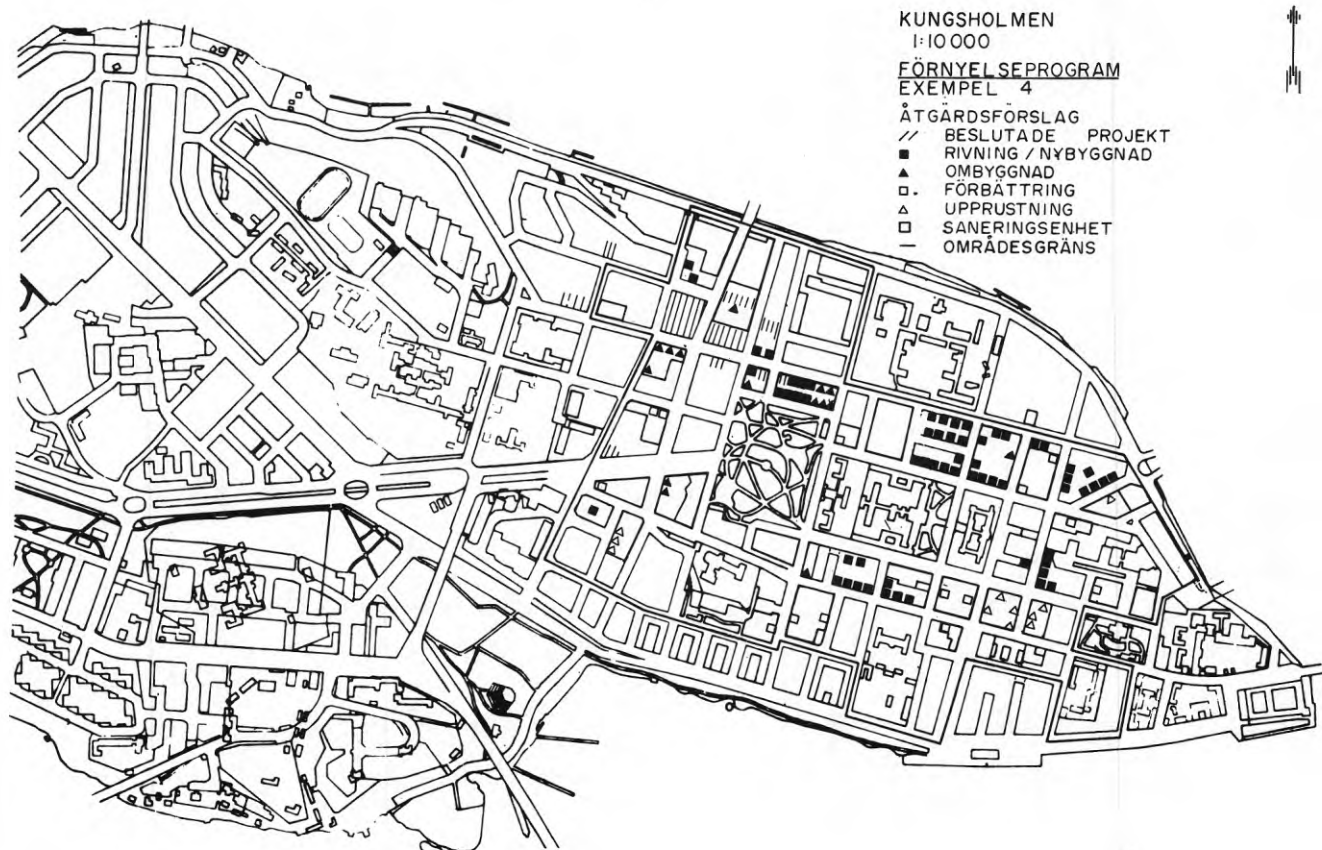 KUNGSHOLMEN
1:10 000
FÖRNYELSEPROGRAM
EXEMPEL 4
ÅTGÄRDSFÖRSLAG
BESLUTADE PROJEKT
RIVNING / NYBYGGNAD
OMBYGGNAD
FÖRBÄTTRING
UPPRUSTNING
SANERINGSENHET
OMRÅDESGRÄNS